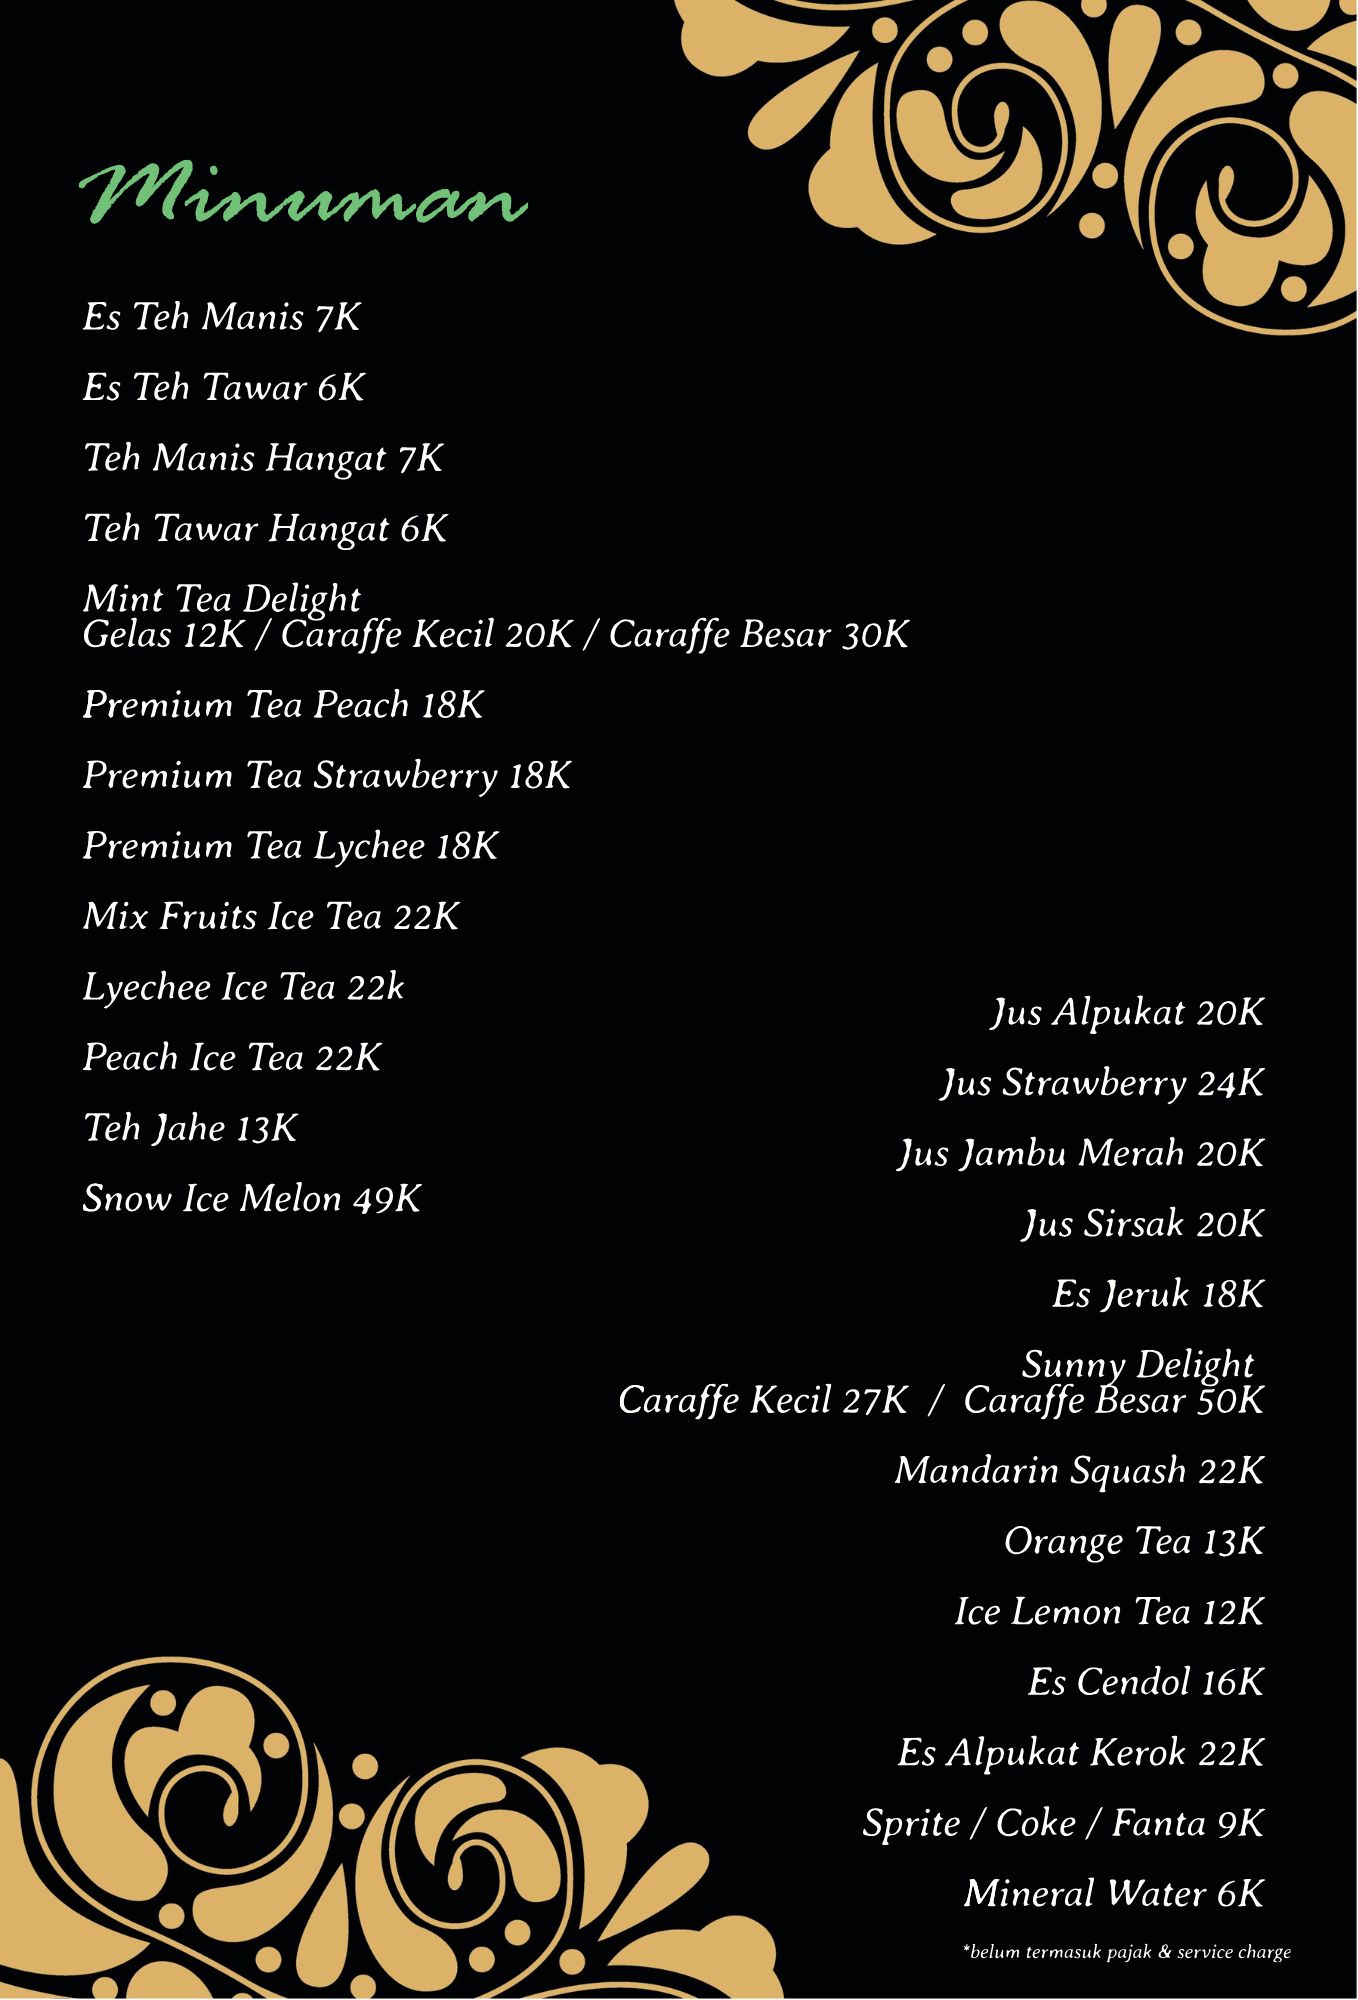 Minuman
Es Teh Manis 7K
Es Teh Tawar 6K
Teh Manis Hangat 7K
Teh Tawar Hangat 6K
Mint Tea Delight
Gelas 12K / Caraffe Kecil 20K / Caraffe Besar 30K
Premium Tea Peach 18K
Premium Tea Strawberry 18K
Premium Tea Lychee 18K
Mix Fruits Ice Tea 22K
Lyechee Ice Tea 22k
Peach Ice Tea 22K
Teh Jahe 13K
Snow Ice Melon 49K
Jus Alpukat 20K
Jus Strawberry 24K
Jus Jambu Merah 20K
Jus Sirsak 20K
Es Jeruk 18K
Sunny Delight
Caraffe Kecil 27K / Caraffe Besar 50K
Mandarin Squash 22K
Orange Tea 13K
Ice Lemon Tea 12K
Es Cendol 16K
Es Alpukat Kerok 22K
Sprite / Coke / Fanta 9K
Mineral Water 6K
*belum termasuk pajak & service charge